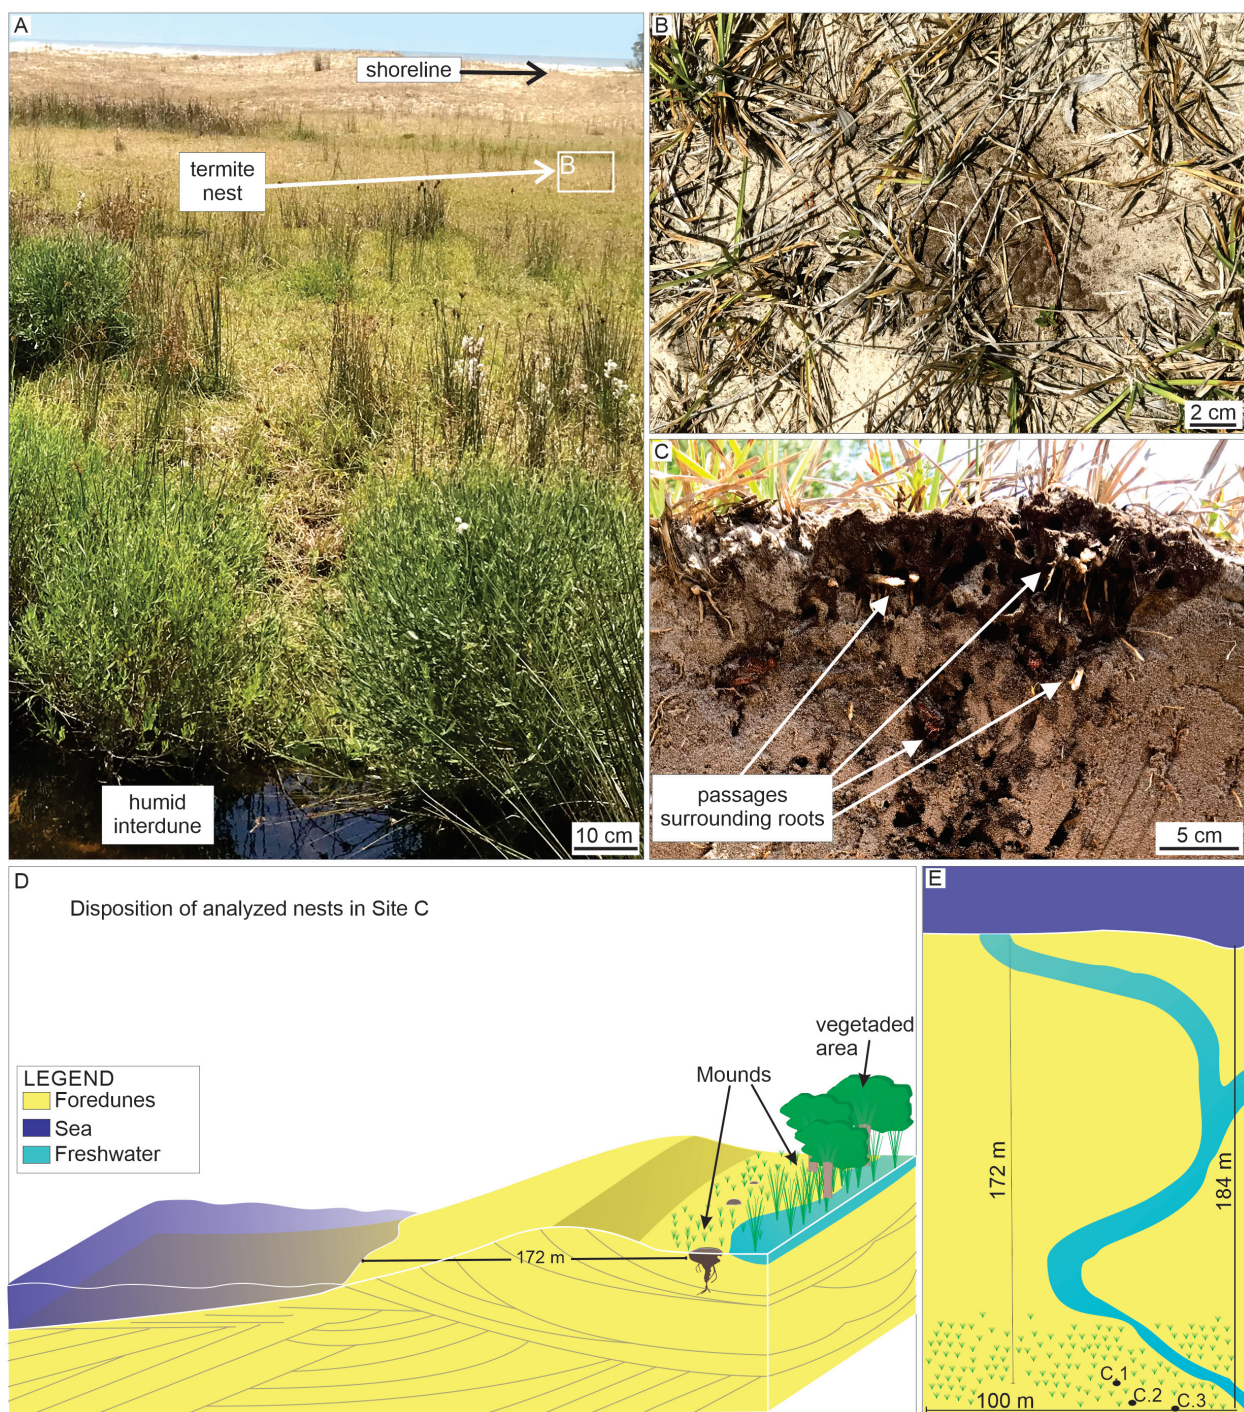 A
shoreline
termite
nest
B
humid
interdune
10 cm
B
2 cm
C
passages
surrounding roots
5 cm
D
Disposition of analyzed nests in Site C
LEGEND
Foredunes
Sea
Freshwater
Mounds
vegetaded
area
172 m
E
172 m
184 m
C.1
C.2
C.3
100 m